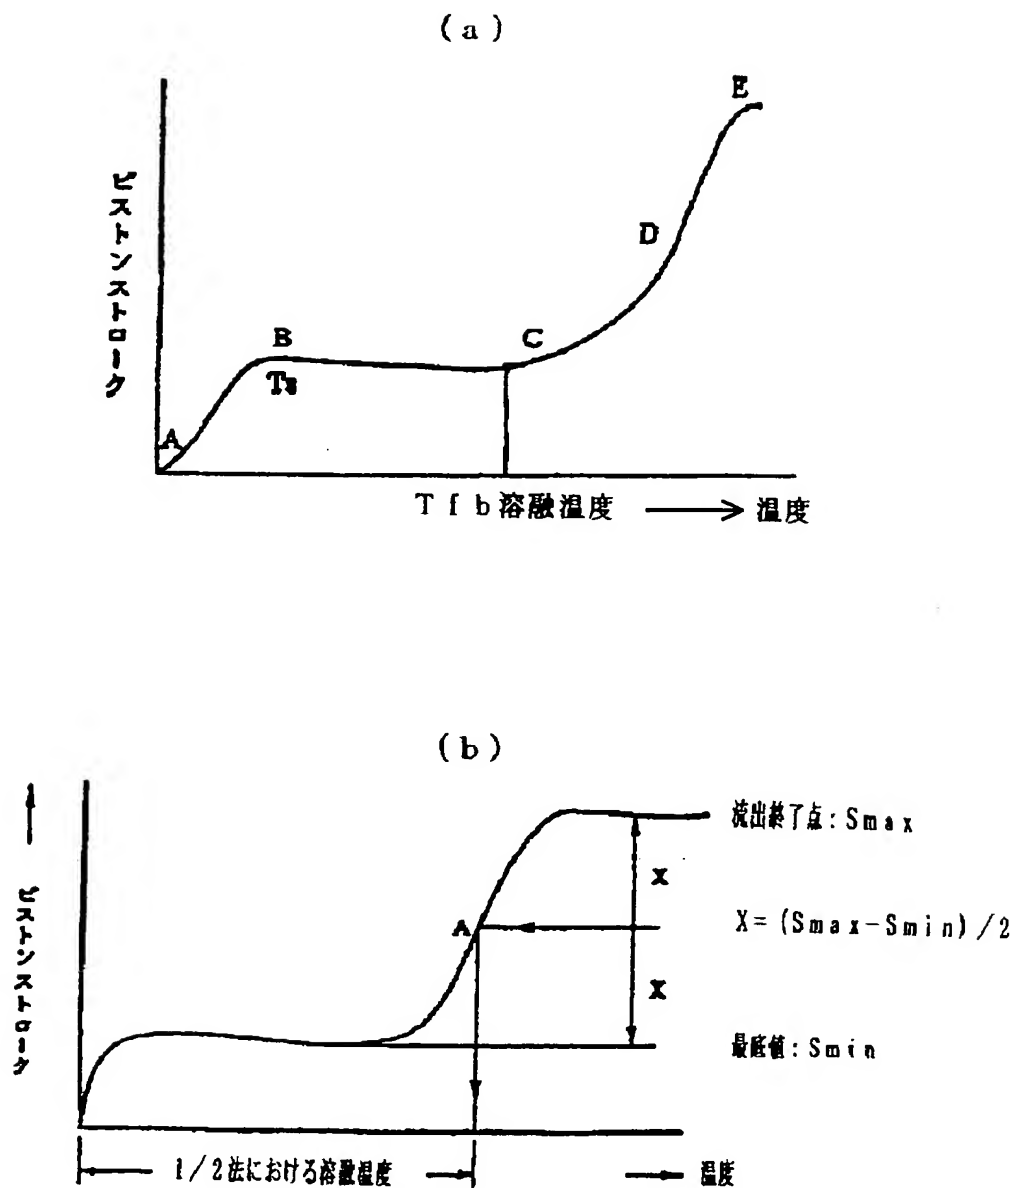 (a)
E
ピストンストローク
D
B
C
Ts
A
Tfb溶融温度 → 温度
(b)
流出終了点:Smax
X
X=(Smax-Smin)/2
A
X
ピストンストローク
最底値:Smin
1/2法における溶融温度
温度